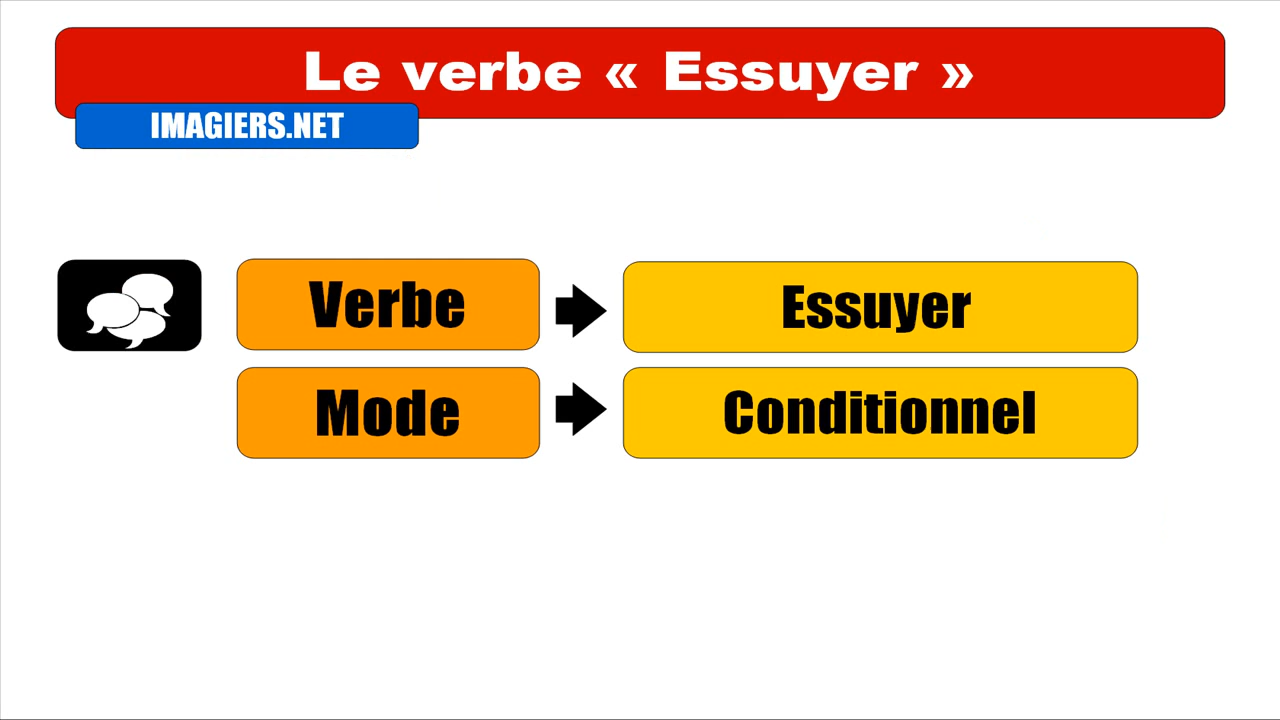 Le verbe « Essuyer »
IMAGIERS.NET
Verbe Essuyer
Mode Conditionnel